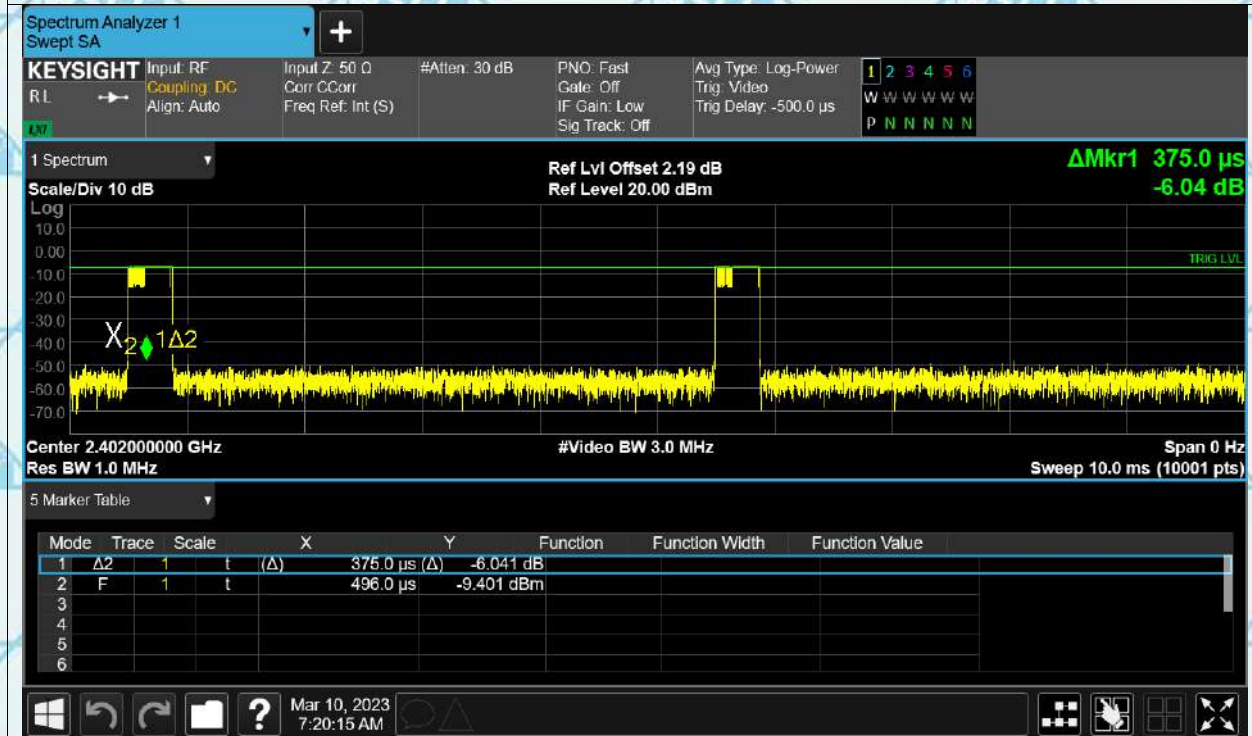 Spectrum Analyzer 1
Swept SA
+
KEYSIGHT
RL
LXI
Input: RF
Coupling: DC
Align: Auto
Input Z: 50 Ω
Corr CCorr
Freq Ref: Int (S)
#Atten: 30 dB
PNO: Fast
Gate: Off
IF Gain: Low
Sig Track: Off
Avg Type: Log-Power
Trig: Video
Trig Delay: -500.0 µs
1 2 3 4 5 6
W W W W W W
P N N N N N
1 Spectrum
Scale/Div 10 dB
Ref Lvl Offset 2.19 dB
Ref Level 20.00 dBm
ΔMkr1 375.0 µs
-6.04 dB
Log
10.0
0.00
-10.0
-20.0
-30.0
-40.0
-50.0
-60.0
-70.0
TRIG LVL
X2 1Δ2
Center 2.402000000 GHz
#Video BW 3.0 MHz
Span 0 Hz
Res BW 1.0 MHz
Sweep 10.0 ms (10001 pts)
5 Marker Table
Mode Trace Scale X Y Function Function Width Function Value
1 Δ2 1 t (Δ) 375.0 µs (Δ) -6.041 dB
2 F 1 t 496.0 µs -9.401 dBm
3
4
5
6
?
Mar 10, 2023
7:20:15 AM